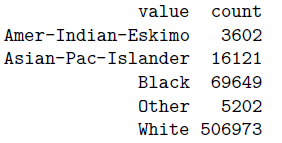 value count
Amer-Indian-Eskimo 3602
Asian-Pac-Islander 16121
Black 69649
Other 5202
White 506973